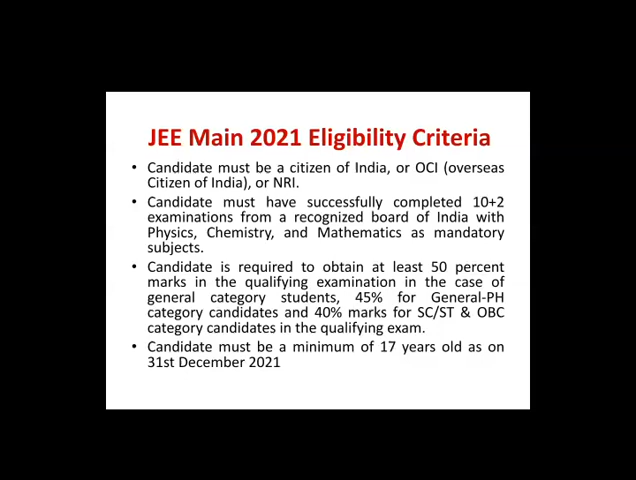 JEE Main 2021 Eligibility Criteria
• Candidate must be a citizen of India, or OCI (overseas
Citizen of India), or NRI.
• Candidate must have successfully completed 10+2
examinations from a recognized board of India with
Physics, Chemistry, and Mathematics as mandatory
subjects.
• Candidate is required to obtain at least 50 percent
marks in the qualifying examination in the case of
general category students, 45% for General-PH
category candidates and 40% marks for SC/ST & OBC
category candidates in the qualifying exam.
• Candidate must be a minimum of 17 years old as on
31st December 2021